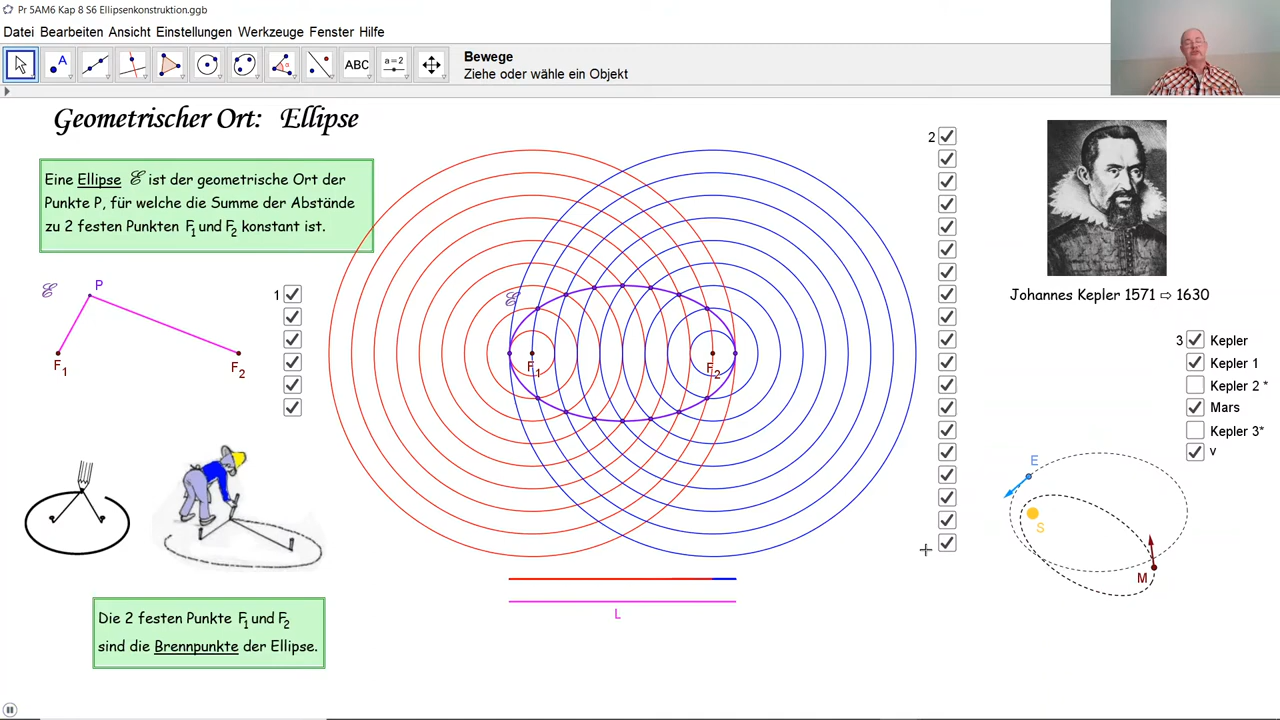 Pr 5AM6 Kap 8 S6 Ellipsenkonstruktion.ggb
Datei Bearbeiten Ansicht Einstellungen Werkzeuge Fenster Hilfe
A
ABC
a=2
Bewege
Ziehe oder wähle ein Objekt
Geometrischer Ort: Ellipse
Eine Ellipse ℰ ist der geometrische Ort der
Punkte P, für welche die Summe der Abstände
zu 2 festen Punkten F₁ und F₂ konstant ist.
ℰ
P
F₁
F₂
1
ℰ
F₁
F₂
L
2
Johannes Kepler 1571 ⇨ 1630
3 Kepler
Kepler 1
Kepler 2 *
Mars
Kepler 3*
v
E
S
M
Die 2 festen Punkte F₁ und F₂
sind die Brennpunkte der Ellipse.